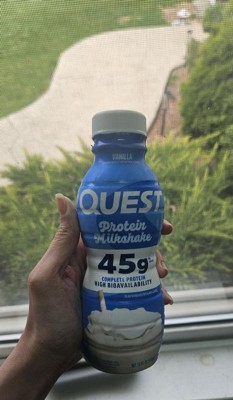 VANILLA
QUEST
Protein
Milkshake
45g
COMPLETE PROTEIN
HIGH BIOAVAILABILITY